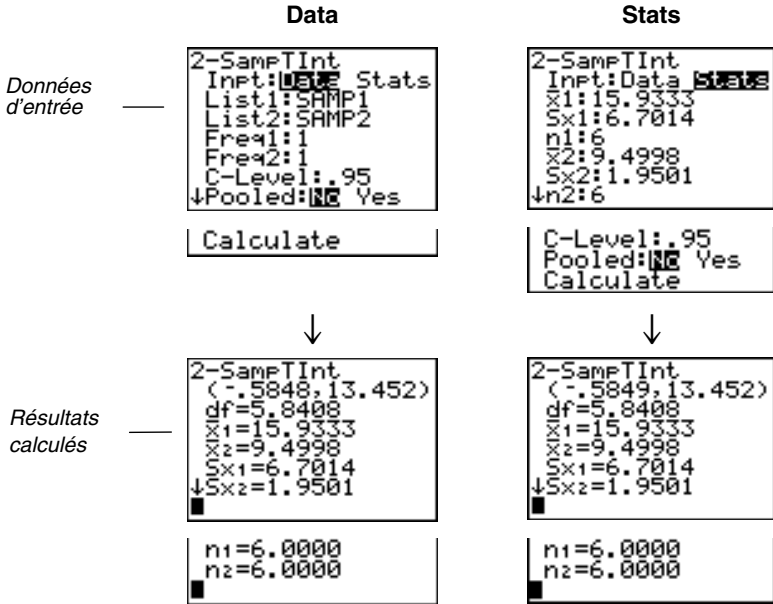 Data
Stats
Données
d'entrée
2-SampTInt
Inpt:Data Stats
List1:SAMP1
List2:SAMP2
Freq1:1
Freq2:1
C-Level:.95
↓Pooled:No Yes
Calculate
2-SampTInt
Inpt:Data Stats
x̄1:15.9333
Sx1:6.7014
n1:6
x̄2:9.4998
Sx2:1.9501
↓n2:6
C-Level:.95
Pooled:No Yes
Calculate
↓
↓
Résultats
calculés
2-SampTInt
(-.5848,13.452)
df=5.8408
x̄1=15.9333
x̄2=9.4998
Sx1=6.7014
↓Sx2=1.9501
n1=6.0000
n2=6.0000
2-SampTInt
(-.5849,13.452)
df=5.8408
x̄1=15.9333
x̄2=9.4998
Sx1=6.7014
↓Sx2=1.9501
n1=6.0000
n2=6.0000